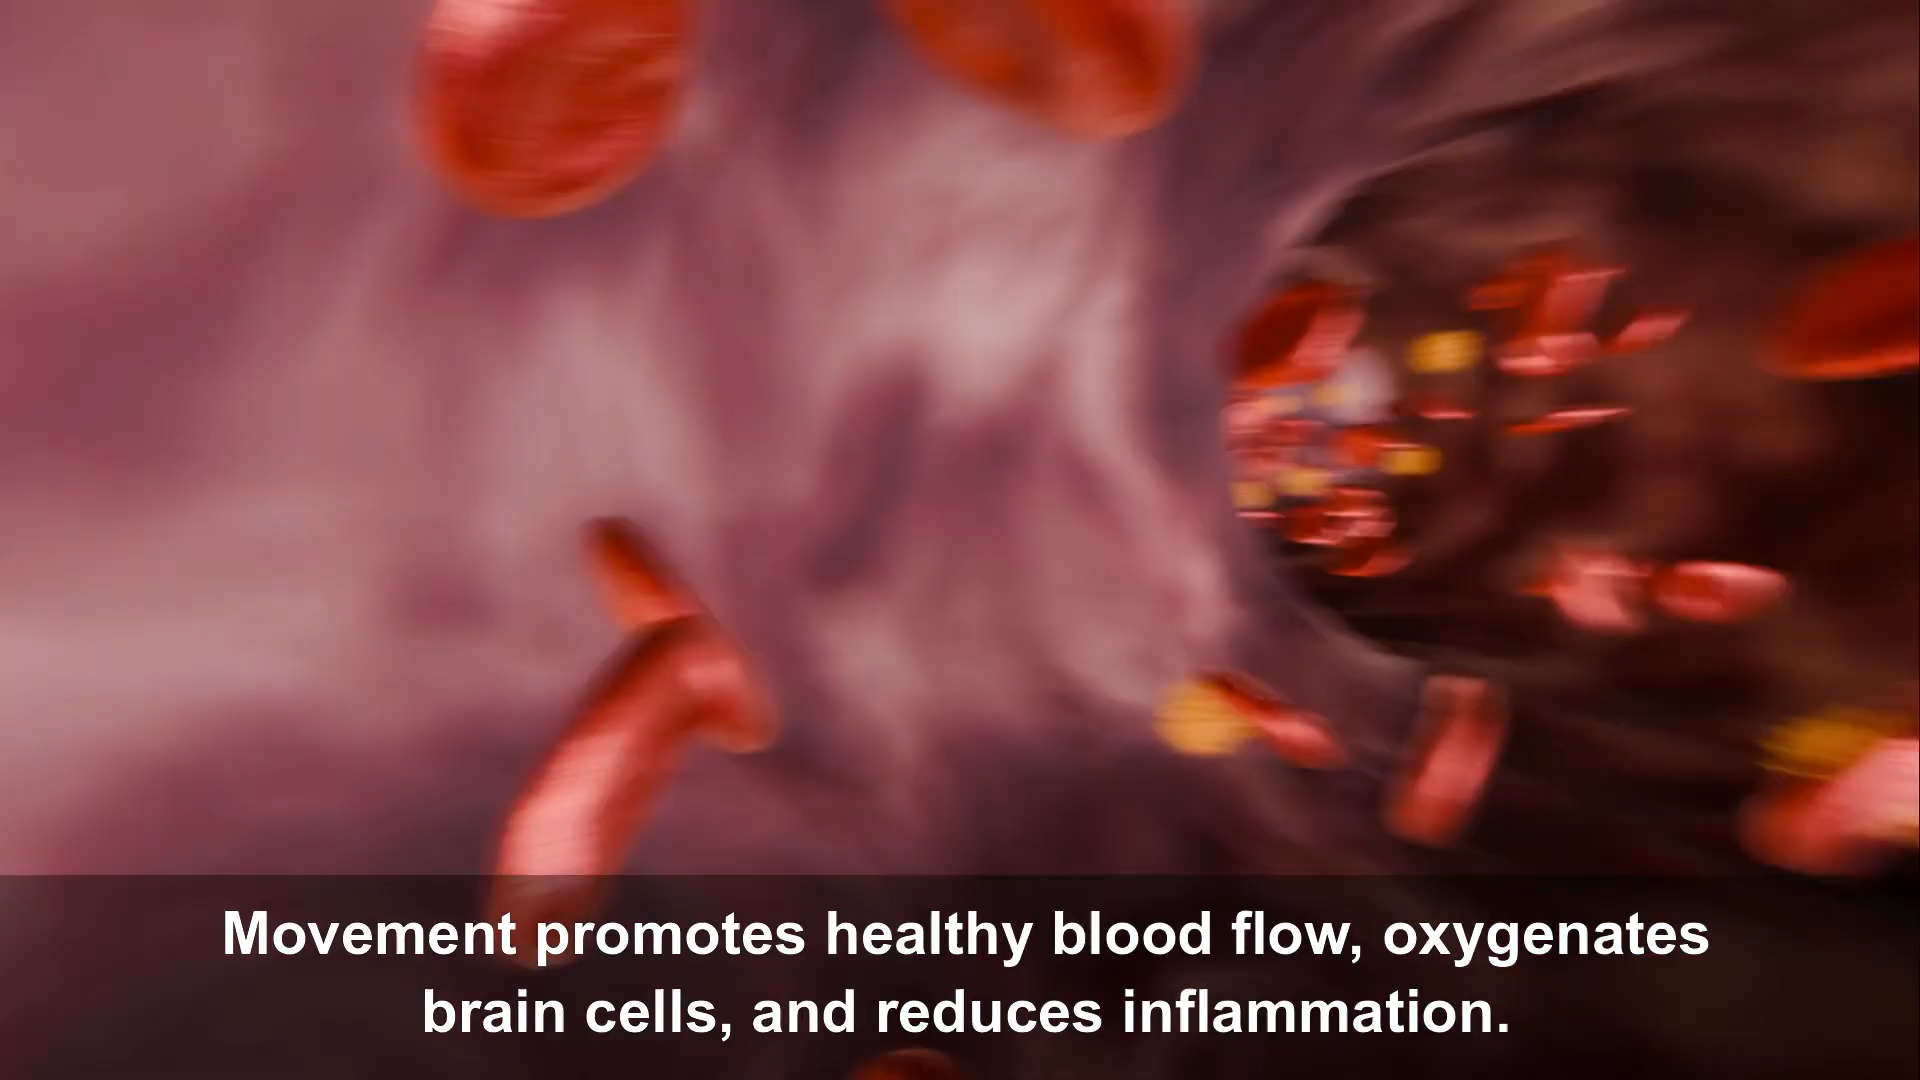 Movement promotes healthy blood flow, oxygenates
brain cells, and reduces inflammation.